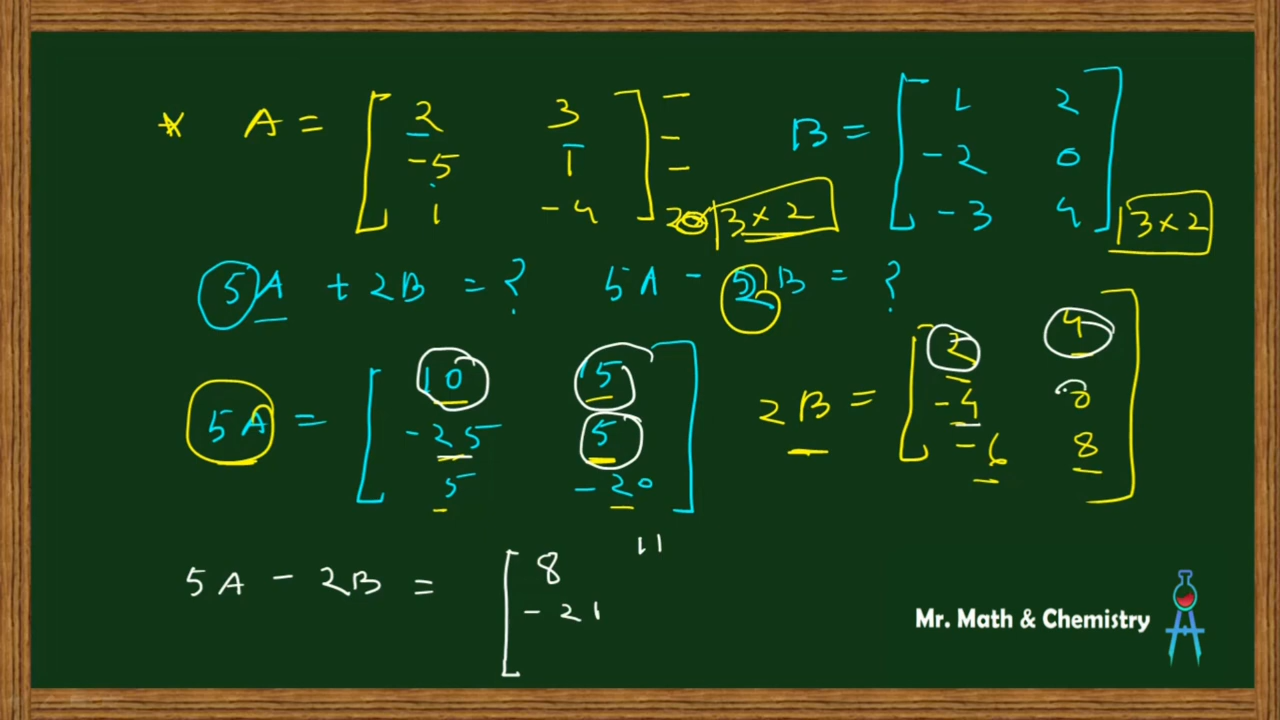 * A = [ 2 3 B = [ 1 2
-5 1 -2 0
1 -4 ] 3 × 2 -3 4 ] 3 × 2
5A + 2B = ? 5A - 2B = ?
5A = [ 10 15 2B = [ 2 4
-25 5 -4 0
5 -20 ] -6 8 ]
5A - 2B = [ 8 11
-21
Mr. Math & Chemistry